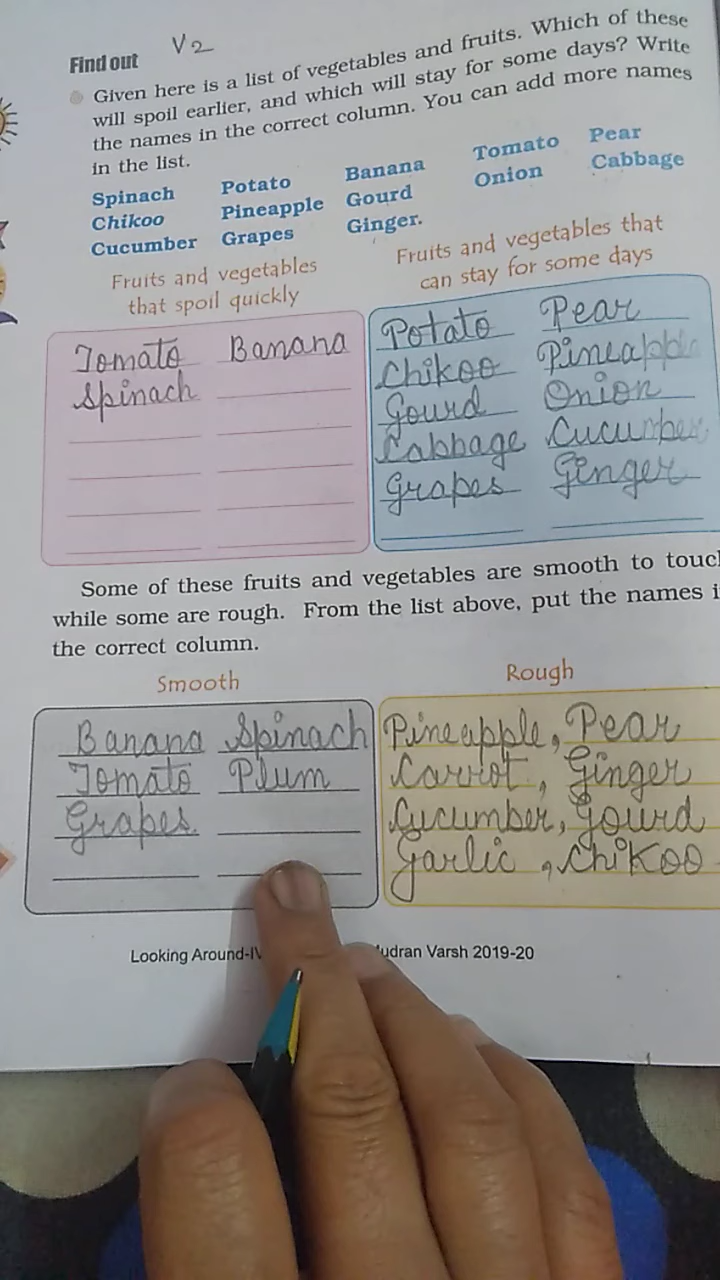 V2
Find out
Given here is a list of vegetables and fruits. Which of these
will spoil earlier, and which will stay for some days? Write
the names in the correct column. You can add more names
in the list.
Spinach Potato Banana Tomato Pear
Chikoo Pineapple Gourd Onion Cabbage
Cucumber Grapes Ginger.
Fruits and vegetables
that spoil quickly
Fruits and vegetables that
can stay for some days
Tomato Banana
Spinach
Potato Pear
Chikoo Pineapple
Gourd Onion
Cabbage Cucumber
Grapes Ginger
Some of these fruits and vegetables are smooth to touch
while some are rough. From the list above, put the names i
the correct column.
Smooth
Rough
Banana Spinach
Tomato Plum
Grapes.
Pineapple, Pear
Carrot, Ginger
Cucumber, Gourd
Garlic, Chikoo
Looking Around-IV udran Varsh 2019-20